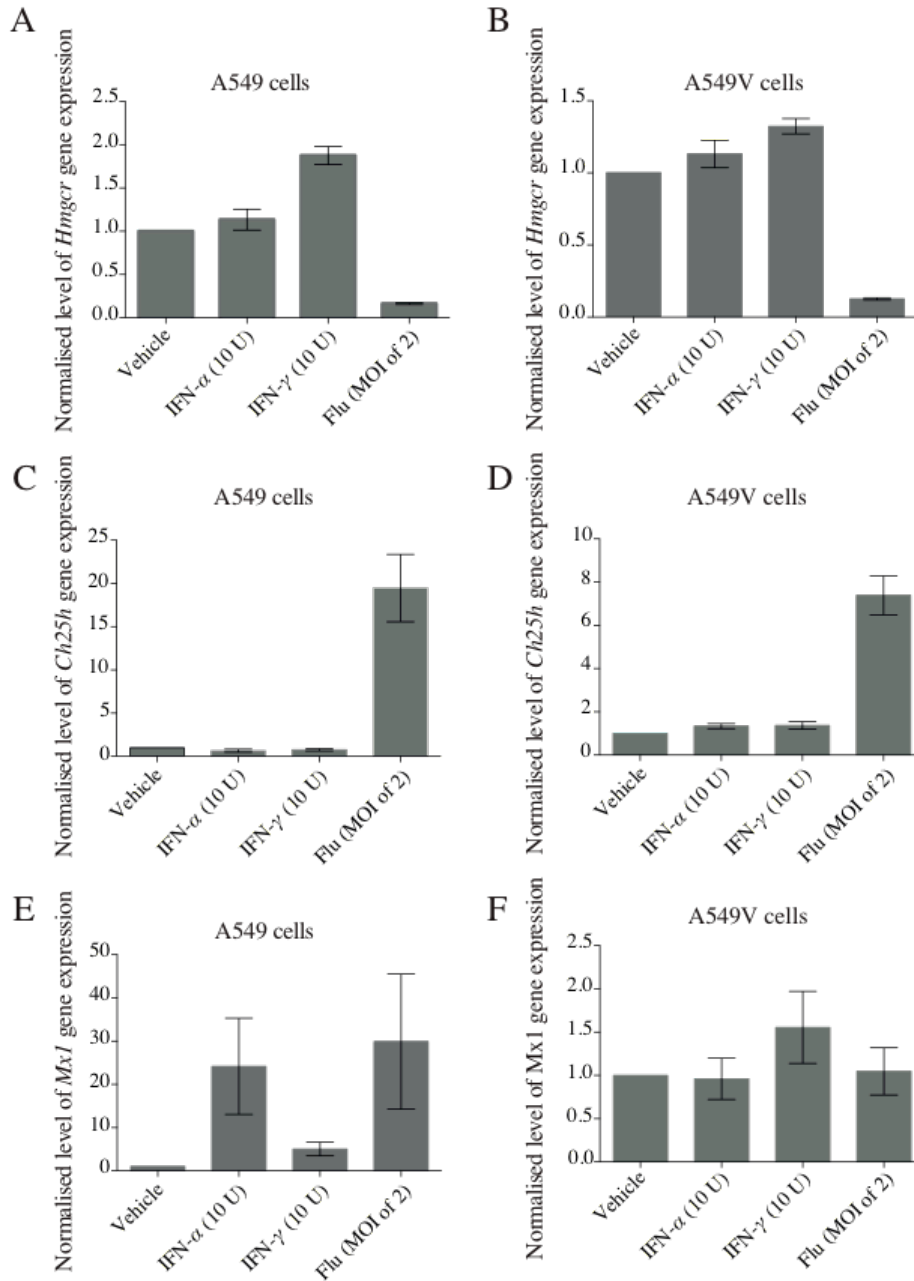 A
A549 cells
Normalised level of Hmgcr gene expression
2.5
2.0
1.5
1.0
0.5
0.0
Vehicle
IFN-α (10 U)
IFN-γ (10 U)
Flu (MOI of 2)
B
A549V cells
Normalised level of Hmgcr gene expression
1.5
1.0
0.5
0.0
Vehicle
IFN-α (10 U)
IFN-γ (10 U)
Flu (MOI of 2)
C
A549 cells
Normalised level of Ch25h gene expression
25
20
15
10
5
0
Vehicle
IFN-α (10 U)
IFN-γ (10 U)
Flu (MOI of 2)
D
A549V cells
Normalised level of Ch25h gene expression
10
8
6
4
2
0
Vehicle
IFN-α (10 U)
IFN-γ (10 U)
Flu (MOI of 2)
E
A549 cells
Normalised level of Mx1 gene expression
50
40
30
20
10
0
Vehicle
IFN-α (10 U)
IFN-γ (10 U)
Flu (MOI of 2)
F
A549V cells
Normalised level of Mx1 gene expression
2.5
2.0
1.5
1.0
0.5
0.0
Vehicle
IFN-α (10 U)
IFN-γ (10 U)
Flu (MOI of 2)